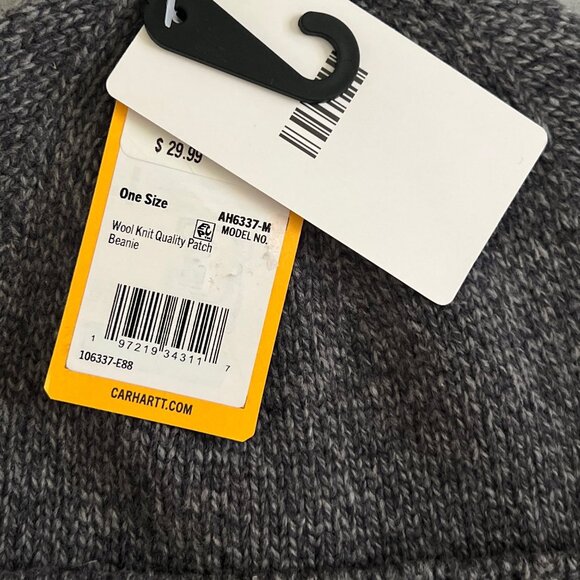 $ 29.99
One Size
AH6337-M
MODEL NO.
Wool Knit Quality Patch
Beanie
1 97219 34311 7
106337-E88
CARHARTT.COM